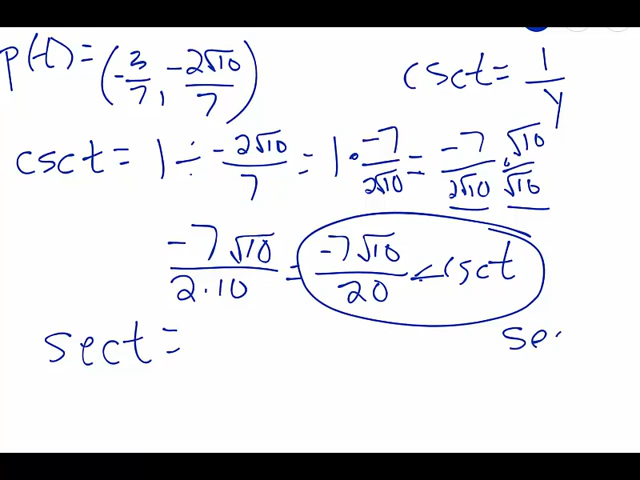 p(t) = (-3/7, -2√10/7)
csc t = 1/y
csc t = 1 ÷ -2√10/7 = 1 · -7/2√10 = -7/2√10 · √10/√10
-7√10/2·10 = -7√10/20 ← csc t
sec t =
se